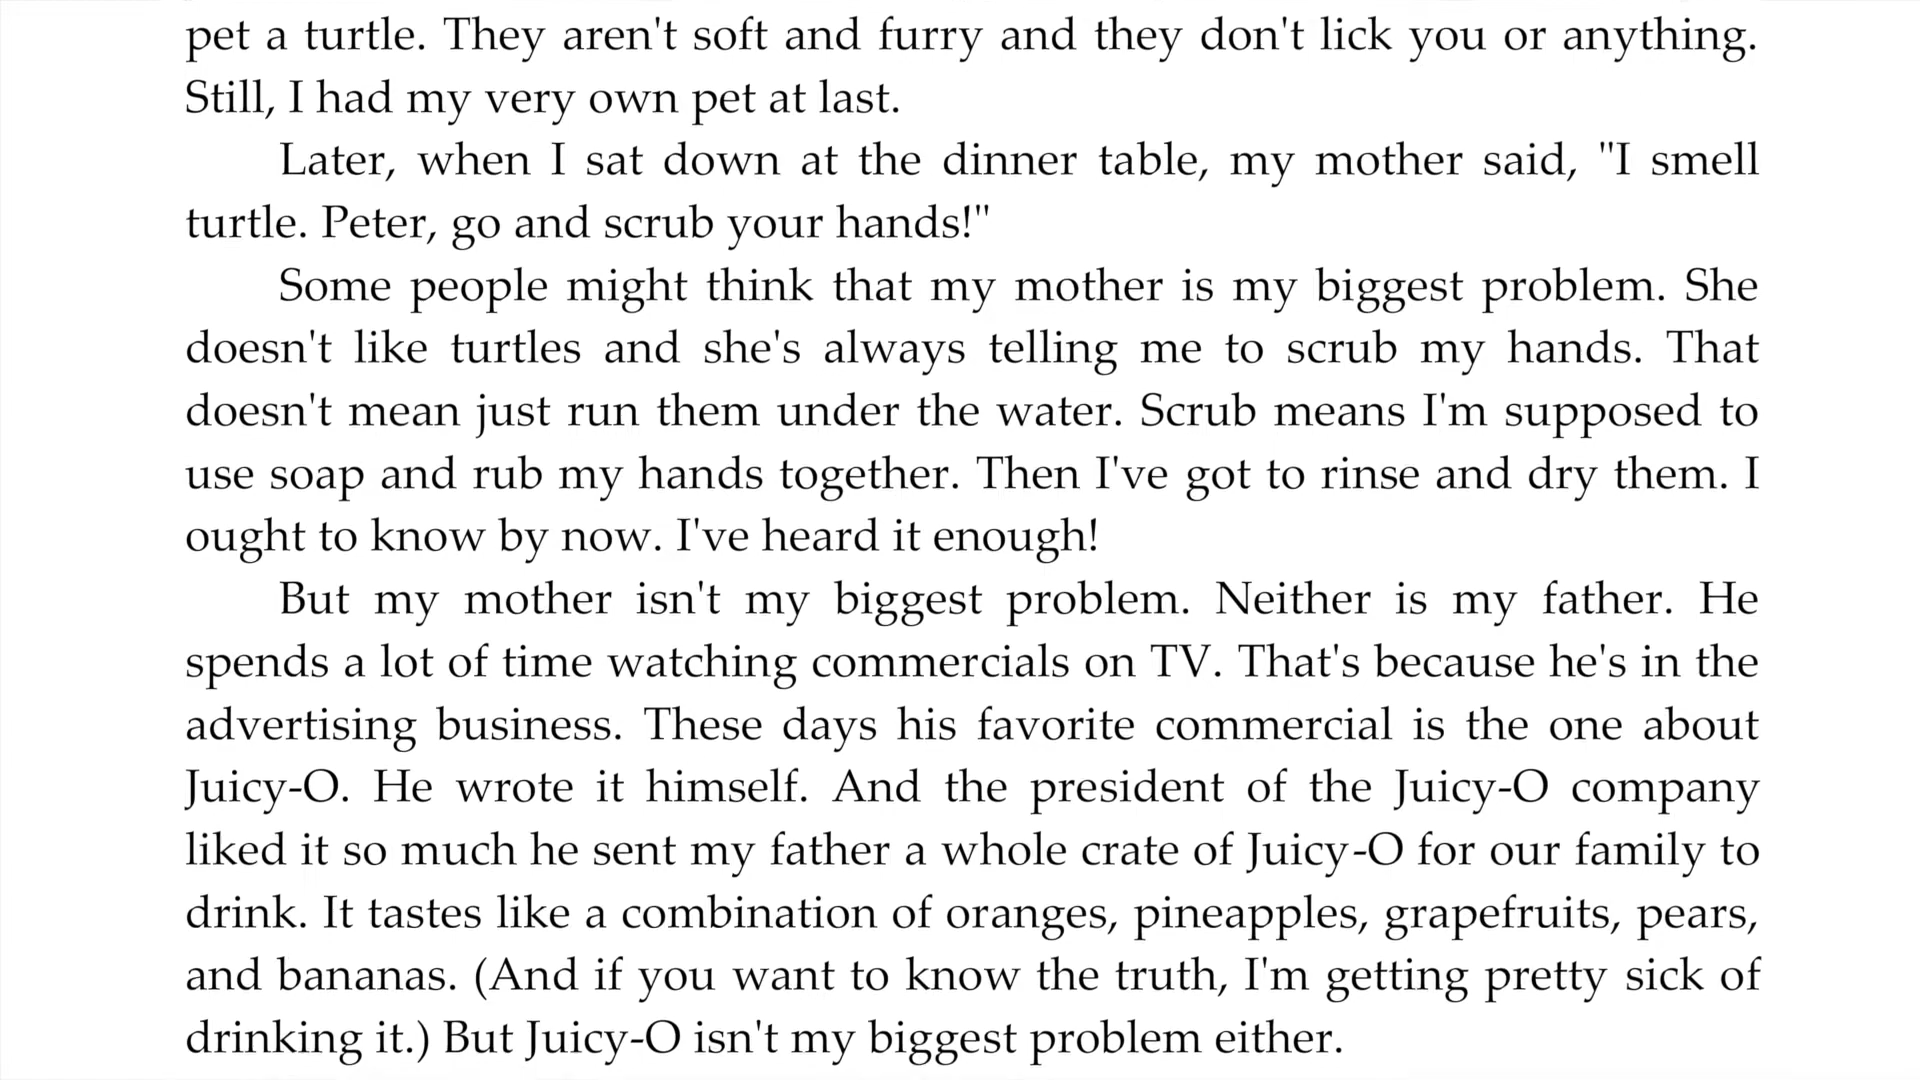 pet a turtle. They aren't soft and furry and they don't lick you or anything.
Still, I had my very own pet at last.
Later, when I sat down at the dinner table, my mother said, "I smell
turtle. Peter, go and scrub your hands!"
Some people might think that my mother is my biggest problem. She
doesn't like turtles and she's always telling me to scrub my hands. That
doesn't mean just run them under the water. Scrub means I'm supposed to
use soap and rub my hands together. Then I've got to rinse and dry them. I
ought to know by now. I've heard it enough!
But my mother isn't my biggest problem. Neither is my father. He
spends a lot of time watching commercials on TV. That's because he's in the
advertising business. These days his favorite commercial is the one about
Juicy-O. He wrote it himself. And the president of the Juicy-O company
liked it so much he sent my father a whole crate of Juicy-O for our family to
drink. It tastes like a combination of oranges, pineapples, grapefruits, pears,
and bananas. (And if you want to know the truth, I'm getting pretty sick of
drinking it.) But Juicy-O isn't my biggest problem either.